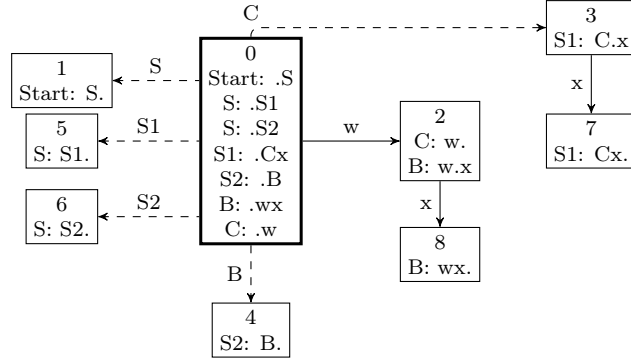 C
3
S1: C.x
x
7
S1: Cx.
0
Start: .S
S: .S1
S: .S2
S1: .Cx
S2: .B
B: .wx
C: .w
S
1
Start: S.
S1
5
S: S1.
S2
6
S: S2.
w
2
C: w.
B: w.x
x
8
B: wx.
B
4
S2: B.